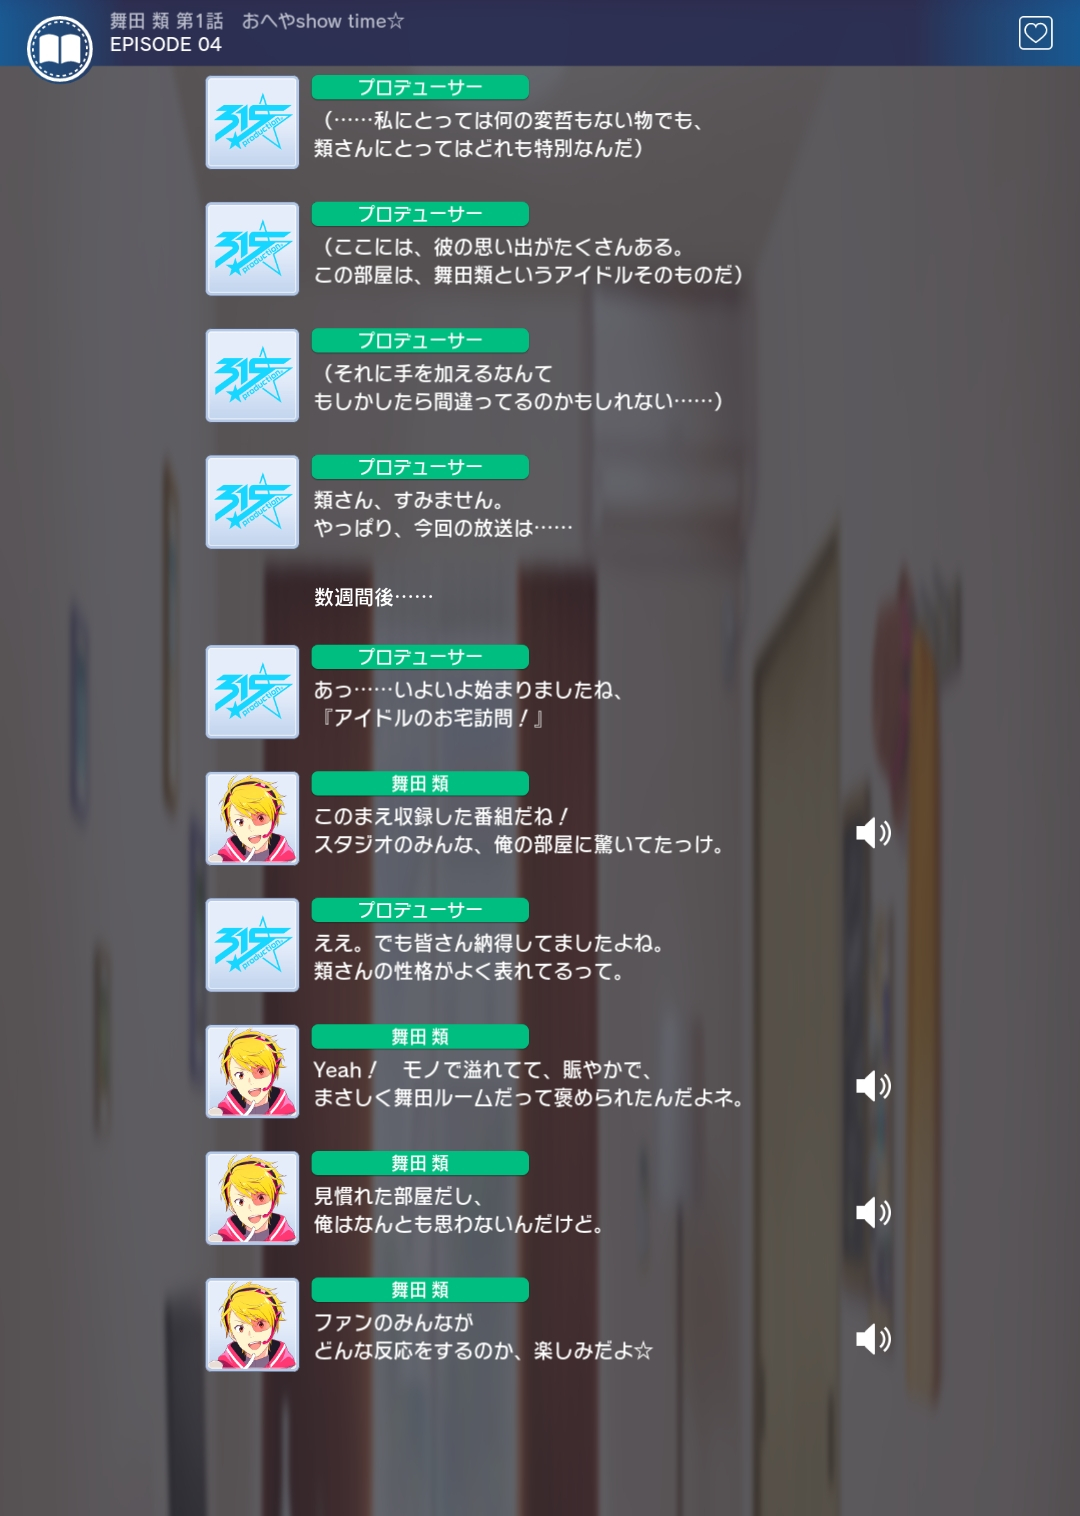 舞田 類 第1話　おへやshow time☆
EPISODE 04
プロデューサー
（……私にとっては何の変哲もない物でも、
類さんにとってはどれも特別なんだ）
プロデューサー
（ここには、彼の思い出がたくさんある。
この部屋は、舞田類というアイドルそのものだ）
プロデューサー
（それに手を加えるなんて
もしかしたら間違ってるのかもしれない……）
プロデューサー
類さん、すみません。
やっぱり、今回の放送は……
数週間後……
プロデューサー
あっ……いよいよ始まりましたね、
『アイドルのお宅訪問！』
舞田 類
このまえ収録した番組だね！
スタジオのみんな、俺の部屋に驚いてたっけ。
プロデューサー
ええ。でも皆さん納得してましたよね。
類さんの性格がよく表れてるって。
舞田 類
Yeah！　モノで溢れてて、賑やかで、
まさしく舞田ルームだって褒められたんだよネ。
舞田 類
見慣れた部屋だし、
俺はなんとも思わないんだけど。
舞田 類
ファンのみんなが
どんな反応をするのか、楽しみだよ☆
315 production
315 production
315 production
315 production
315 production
315 production